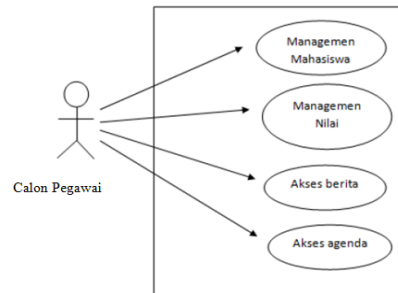 Managemen
Mahasiswa
Managemen
Nilai
Calon Pegawai
Akses berita
Akses agenda